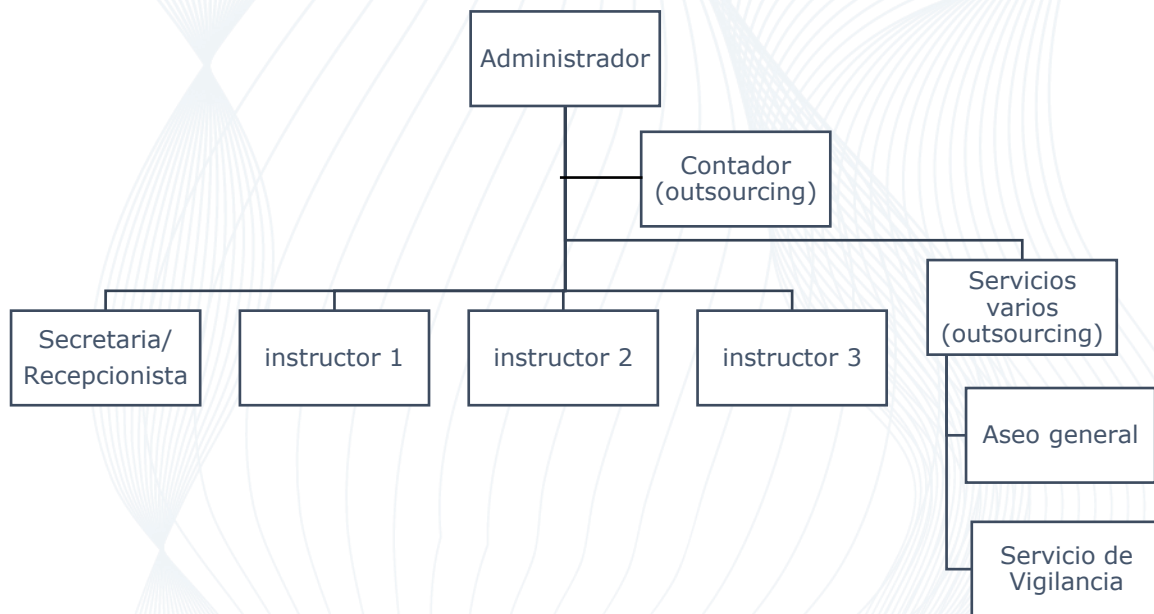 Administrador
Contador
(outsourcing)
Servicios
varios
(outsourcing)
Secretaria/
Recepcionista
instructor 1
instructor 2
instructor 3
Aseo general
Servicio de
Vigilancia